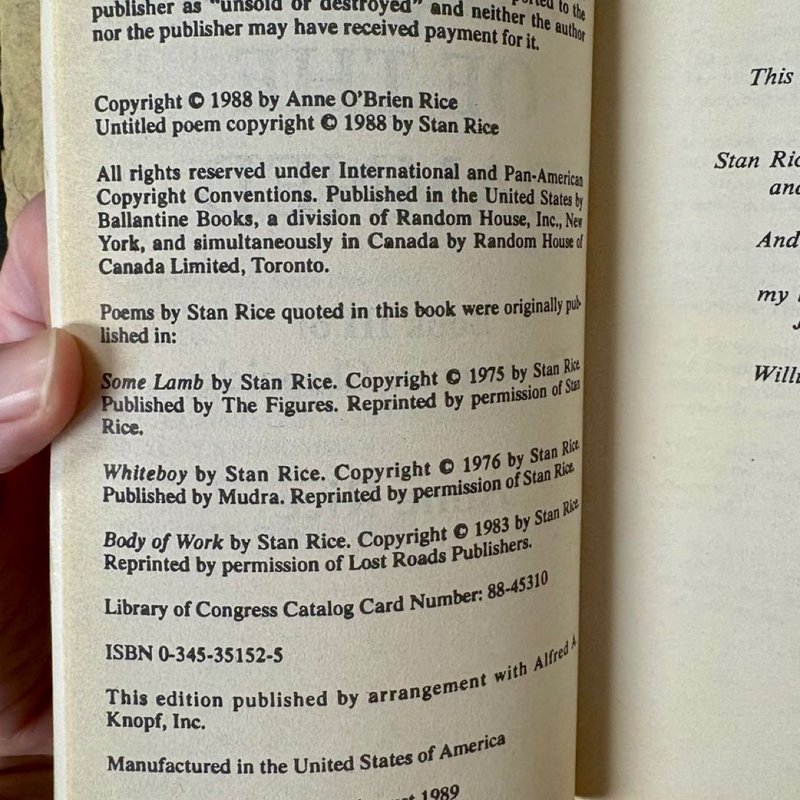 publisher as "unsold or destroyed" and neither the author
nor the publisher may have received payment for it.
Copyright © 1988 by Anne O'Brien Rice
Untitled poem copyright © 1988 by Stan Rice
All rights reserved under International and Pan-American
Copyright Conventions. Published in the United States by
Ballantine Books, a division of Random House, Inc., New
York, and simultaneously in Canada by Random House of
Canada Limited, Toronto.
Poems by Stan Rice quoted in this book were originally pub-
lished in:
Some Lamb by Stan Rice. Copyright © 1975 by Stan Rice.
Published by The Figures. Reprinted by permission of Stan
Rice.
Whiteboy by Stan Rice. Copyright © 1976 by Stan Rice.
Published by Mudra. Reprinted by permission of Stan Rice.
Body of Work by Stan Rice. Copyright © 1983 by Stan Rice.
Reprinted by permission of Lost Roads Publishers.
Library of Congress Catalog Card Number: 88-45310
ISBN 0-345-35152-5
This edition published by arrangement with Alfred A.
Knopf, Inc.
Manufactured in the United States of America
1989
This
Stan
And
my